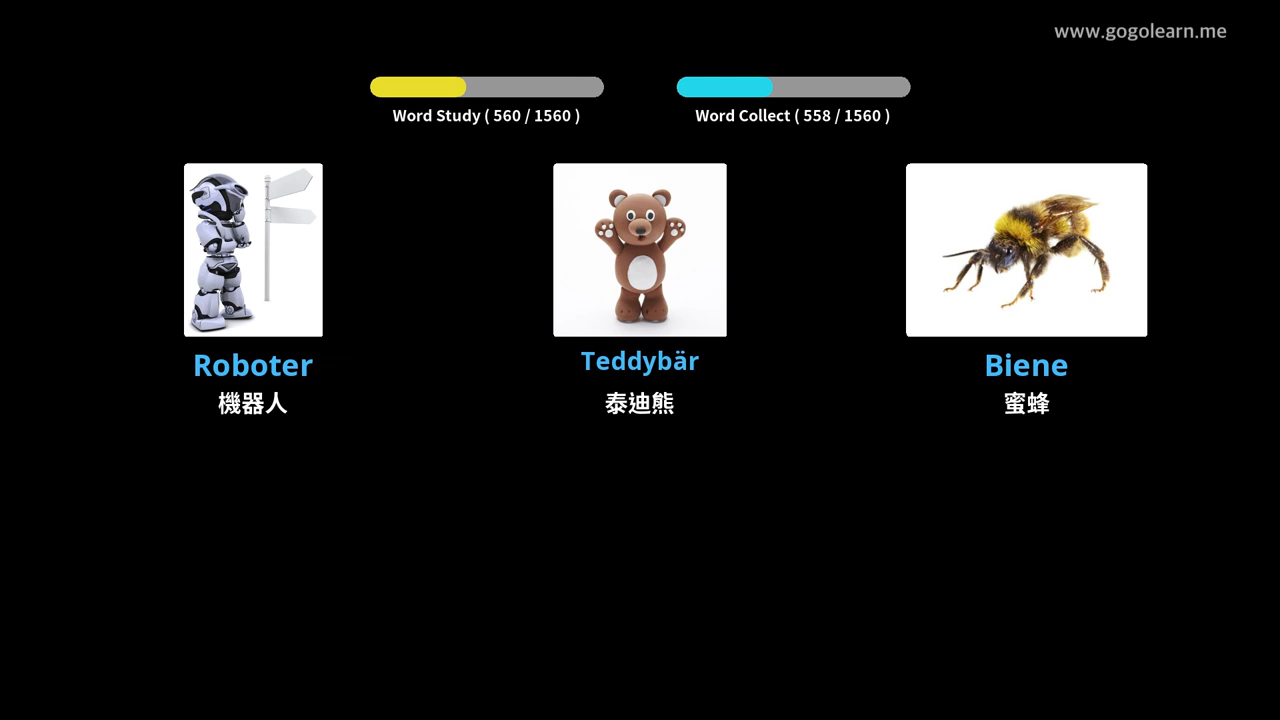 www.gogolearn.me
Word Study ( 560 / 1560 )
Word Collect ( 558 / 1560 )
Roboter
機器人
Teddybär
泰迪熊
Biene
蜜蜂